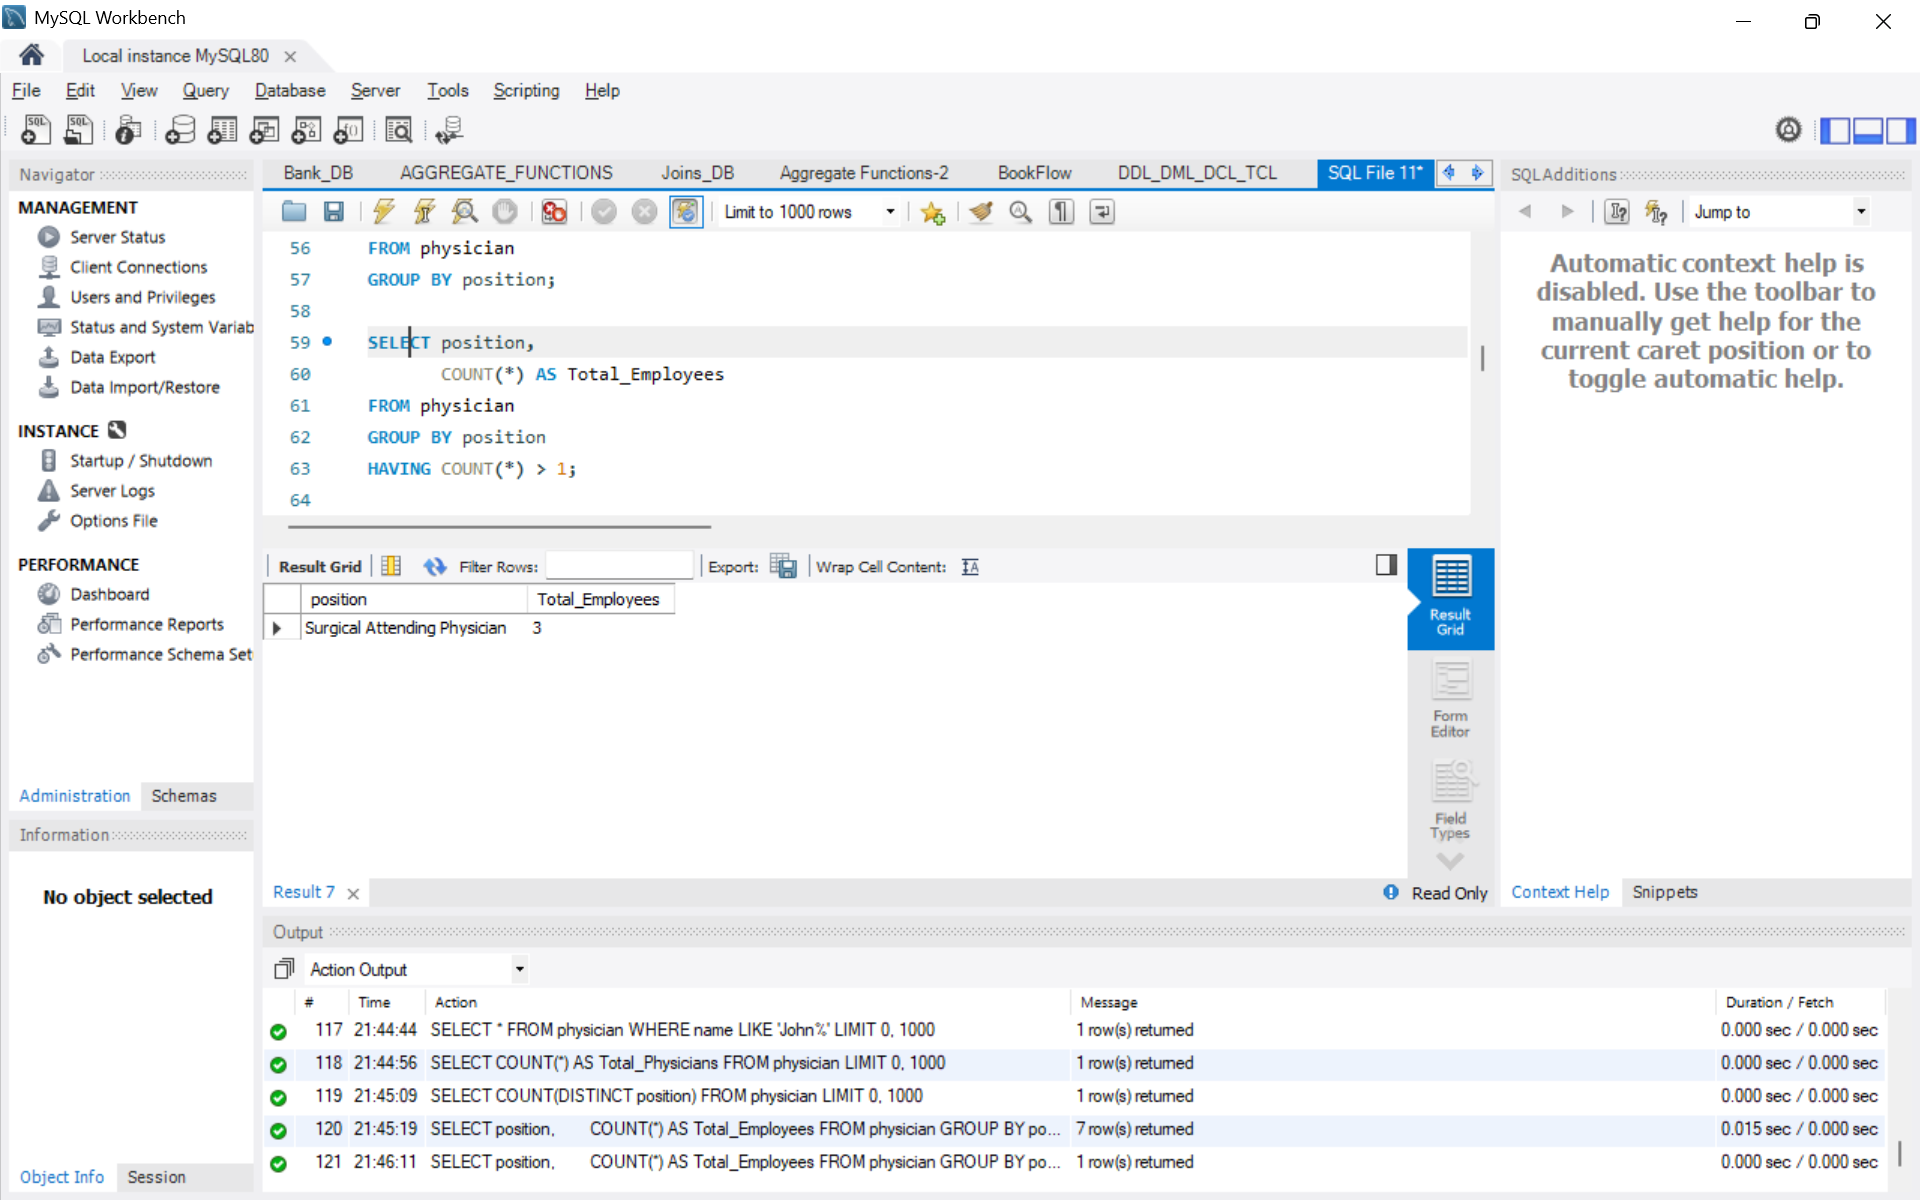 MySQL Workbench
Local instance MySQL80
File Edit View Query Database Server Tools Scripting Help
Navigator
MANAGEMENT
Server Status
Client Connections
Users and Privileges
Status and System Variab
Data Export
Data Import/Restore
INSTANCE
Startup / Shutdown
Server Logs
Options File
PERFORMANCE
Dashboard
Performance Reports
Performance Schema Set
Administration Schemas
Information
No object selected
Object Info Session
Bank_DB AGGREGATE_FUNCTIONS Joins_DB Aggregate Functions-2 BookFlow DDL_DML_DCL_TCL SQL File 11*
Limit to 1000 rows
56 FROM physician
57 GROUP BY position;
58
59 SELECT position,
60 COUNT(*) AS Total_Employees
61 FROM physician
62 GROUP BY position
63 HAVING COUNT(*) > 1;
64
Result Grid Filter Rows: Export: Wrap Cell Content:
position Total_Employees
Surgical Attending Physician 3
Result Grid
Form Editor
Field Types
Result 7 Read Only
SQLAdditions
Jump to
Automatic context help is
disabled. Use the toolbar to
manually get help for the
current caret position or to
toggle automatic help.
Context Help Snippets
Output
Action Output
# Time Action Message Duration / Fetch
117 21:44:44 SELECT * FROM physician WHERE name LIKE 'John%' LIMIT 0, 1000 1 row(s) returned 0.000 sec / 0.000 sec
118 21:44:56 SELECT COUNT(*) AS Total_Physicians FROM physician LIMIT 0, 1000 1 row(s) returned 0.000 sec / 0.000 sec
119 21:45:09 SELECT COUNT(DISTINCT position) FROM physician LIMIT 0, 1000 1 row(s) returned 0.000 sec / 0.000 sec
120 21:45:19 SELECT position, COUNT(*) AS Total_Employees FROM physician GROUP BY po... 7 row(s) returned 0.015 sec / 0.000 sec
121 21:46:11 SELECT position, COUNT(*) AS Total_Employees FROM physician GROUP BY po... 1 row(s) returned 0.000 sec / 0.000 sec